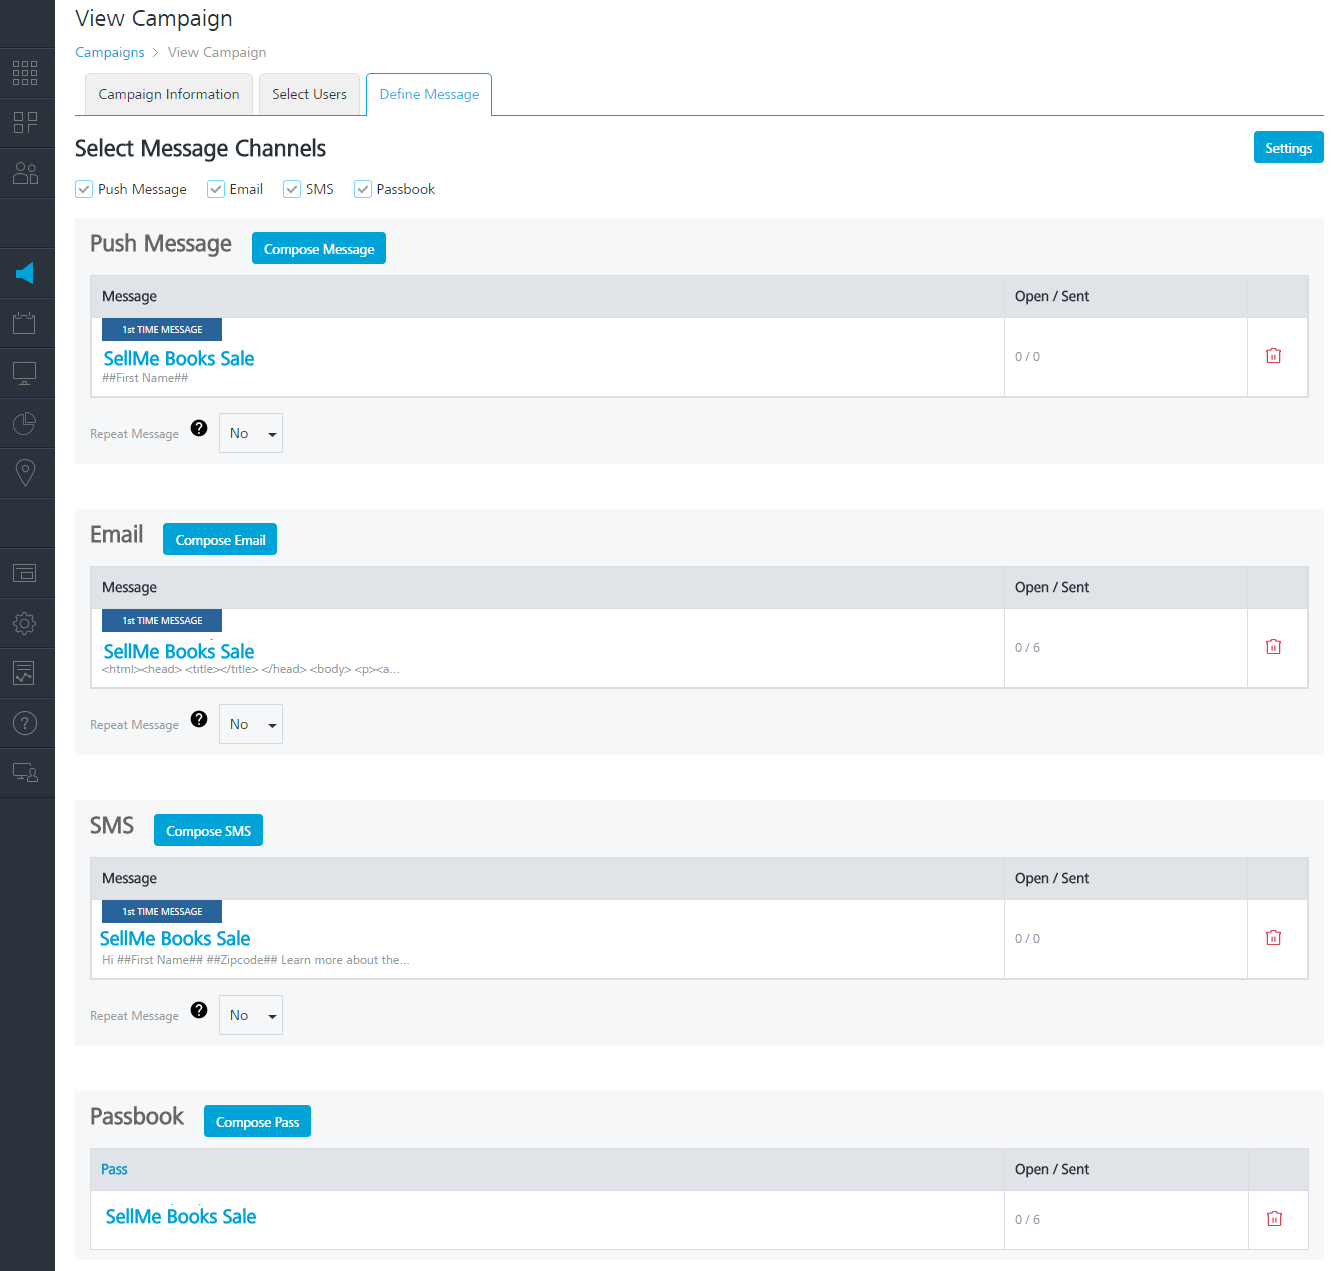 View Campaign
Campaigns > View Campaign
Campaign Information Select Users Define Message
Select Message Channels Settings
Push Message Email SMS Passbook
Push Message Compose Message
Message Open / Sent
1st TIME MESSAGE
SellMe Books Sale
##First Name##
0 / 0
Repeat Message ? No
Email Compose Email
Message Open / Sent
1st TIME MESSAGE
SellMe Books Sale
<html><head> <title></title> </head> <body> <p><a...
0 / 6
Repeat Message ? No
SMS Compose SMS
Message Open / Sent
1st TIME MESSAGE
SellMe Books Sale
Hi ##First Name## ##Zipcode## Learn more about the...
0 / 0
Repeat Message ? No
Passbook Compose Pass
Pass Open / Sent
SellMe Books Sale
0 / 6